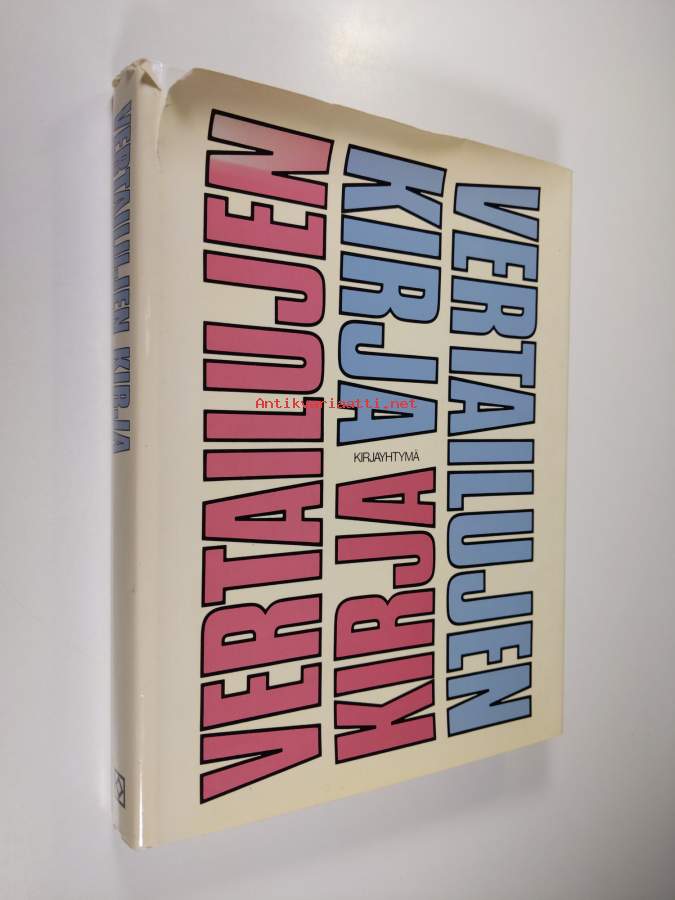 VERTAILUJEN KIRJA
VERTAILUJEN
KIRJA
VERTAILUJEN
KIRJA
KIRJAYHTYMÄ
Antikvariaatti.net